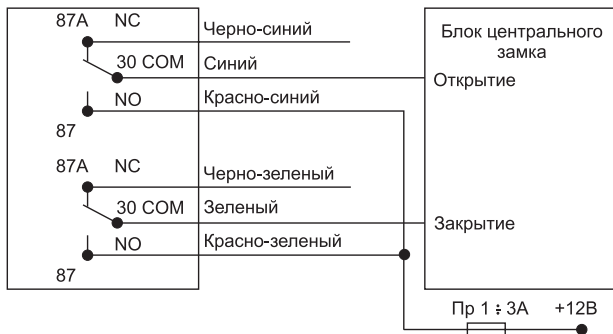 87A NC
Черно-синий
30 COM
Синий
NO
Красно-синий
87
87A NC
Черно-зеленый
30 COM
Зеленый
NO
Красно-зеленый
87
Блок центрального
замка
Открытие
Закрытие
Пр 1 ÷ 3А
+12В